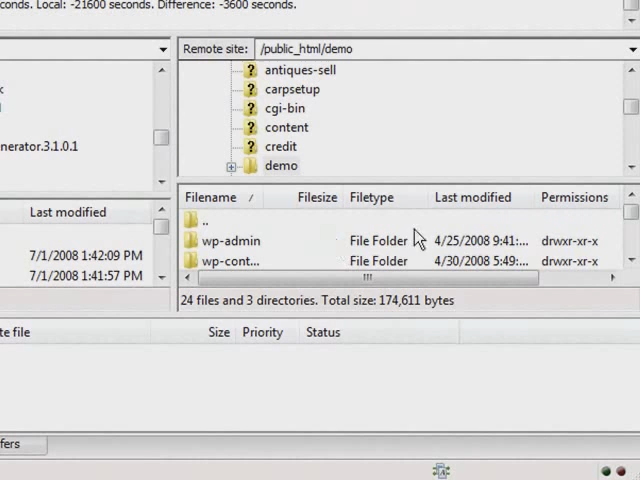 conds. Local: -21600 seconds. Difference: -3600 seconds.
Remote site: /public_html/demo
antiques-sell
carpsetup
cgi-bin
content
credit
demo
nerator.3.1.0.1
Filename / Filesize Filetype Last modified Permissions
..
wp-admin File Folder 4/25/2008 9:41:... drwxr-xr-x
wp-cont... File Folder 4/30/2008 5:49:... drwxr-xr-x
24 files and 3 directories. Total size: 174,611 bytes
Last modified
7/1/2008 1:42:09 PM
7/1/2008 1:41:57 PM
te file Size Priority Status
fers